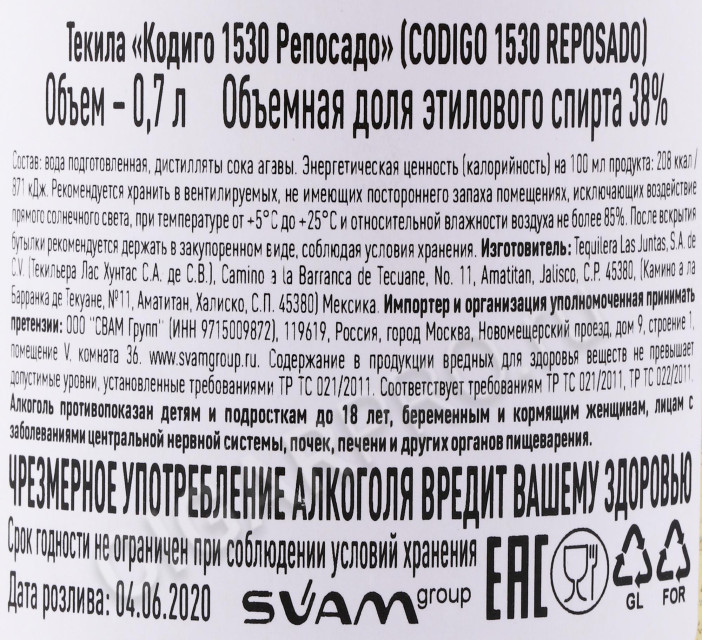 Текила «Кодиго 1530 Репосадо» (CODIGO 1530 REPOSADO)
Объем – 0,7 л Объемная доля этилового спирта 38%
Состав: вода подготовленная, дистилляты сока агавы. Энергетическая ценность (калорийность) на 100 мл продукта: 208 ккал /
871 кДж. Рекомендуется хранить в вентилируемых, не имеющих постороннего запаха помещениях, исключающих воздействие
прямого солнечного света, при температуре от +5°С до +25°С и относительной влажности воздуха не более 85%. После вскрытия
бутылки рекомендуется держать в закупоренном виде, соблюдая условия хранения. Изготовитель: Tequilera Las Juntas, S.A. de
C.V. (Текильера Лас Хунтас С.А. де С.В.), Camino a la Barranca de Tecuane, No. 11, Amatitan, Jalisco, C.P. 45380, (Камино а ла
Барранка де Текуане, №11, Аматитан, Халиско, С.П. 45380) Мексика. Импортер и организация уполномоченная принимать
претензии: ООО "СВАМ Групп" (ИНН 9715009872), 119619, Россия, город Москва, Новомещерский проезд, дом 9, строение 1,
помещение V, комната 36. www.svamgroup.ru. Содержание в продукции вредных для здоровья веществ не превышает
допустимые уровни, установленные требованиями ТР ТС 021/2011. Соответствует требованиям ТР ТС 021/2011, ТР ТС 022/2011.
Алкоголь противопоказан детям и подросткам до 18 лет, беременным и кормящим женщинам, лицам с
заболеваниями центральной нервной системы, почек, печени и других органов пищеварения.
ЧРЕЗМЕРНОЕ УПОТРЕБЛЕНИЕ АЛКОГОЛЯ ВРЕДИТ ВАШЕМУ ЗДОРОВЬЮ
Срок годности не ограничен при соблюдении условий хранения
Дата розлива: 04.06.2020 SVAM group EAC GL FOR